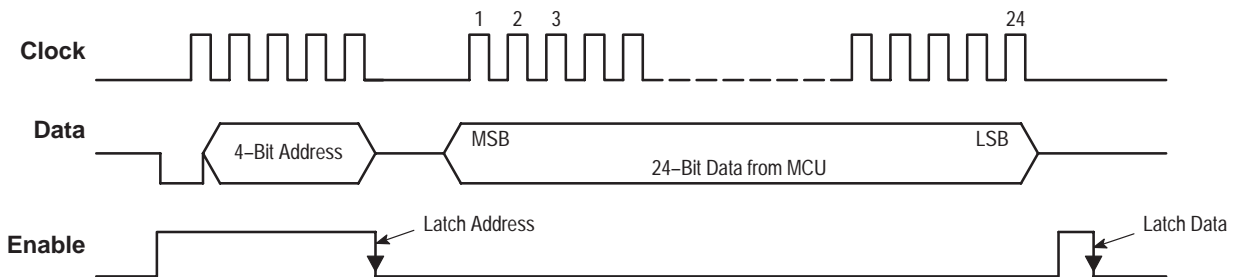 1 2 3 24
Clock
Data
4–Bit Address
MSB
LSB
24–Bit Data from MCU
Latch Address
Latch Data
Enable